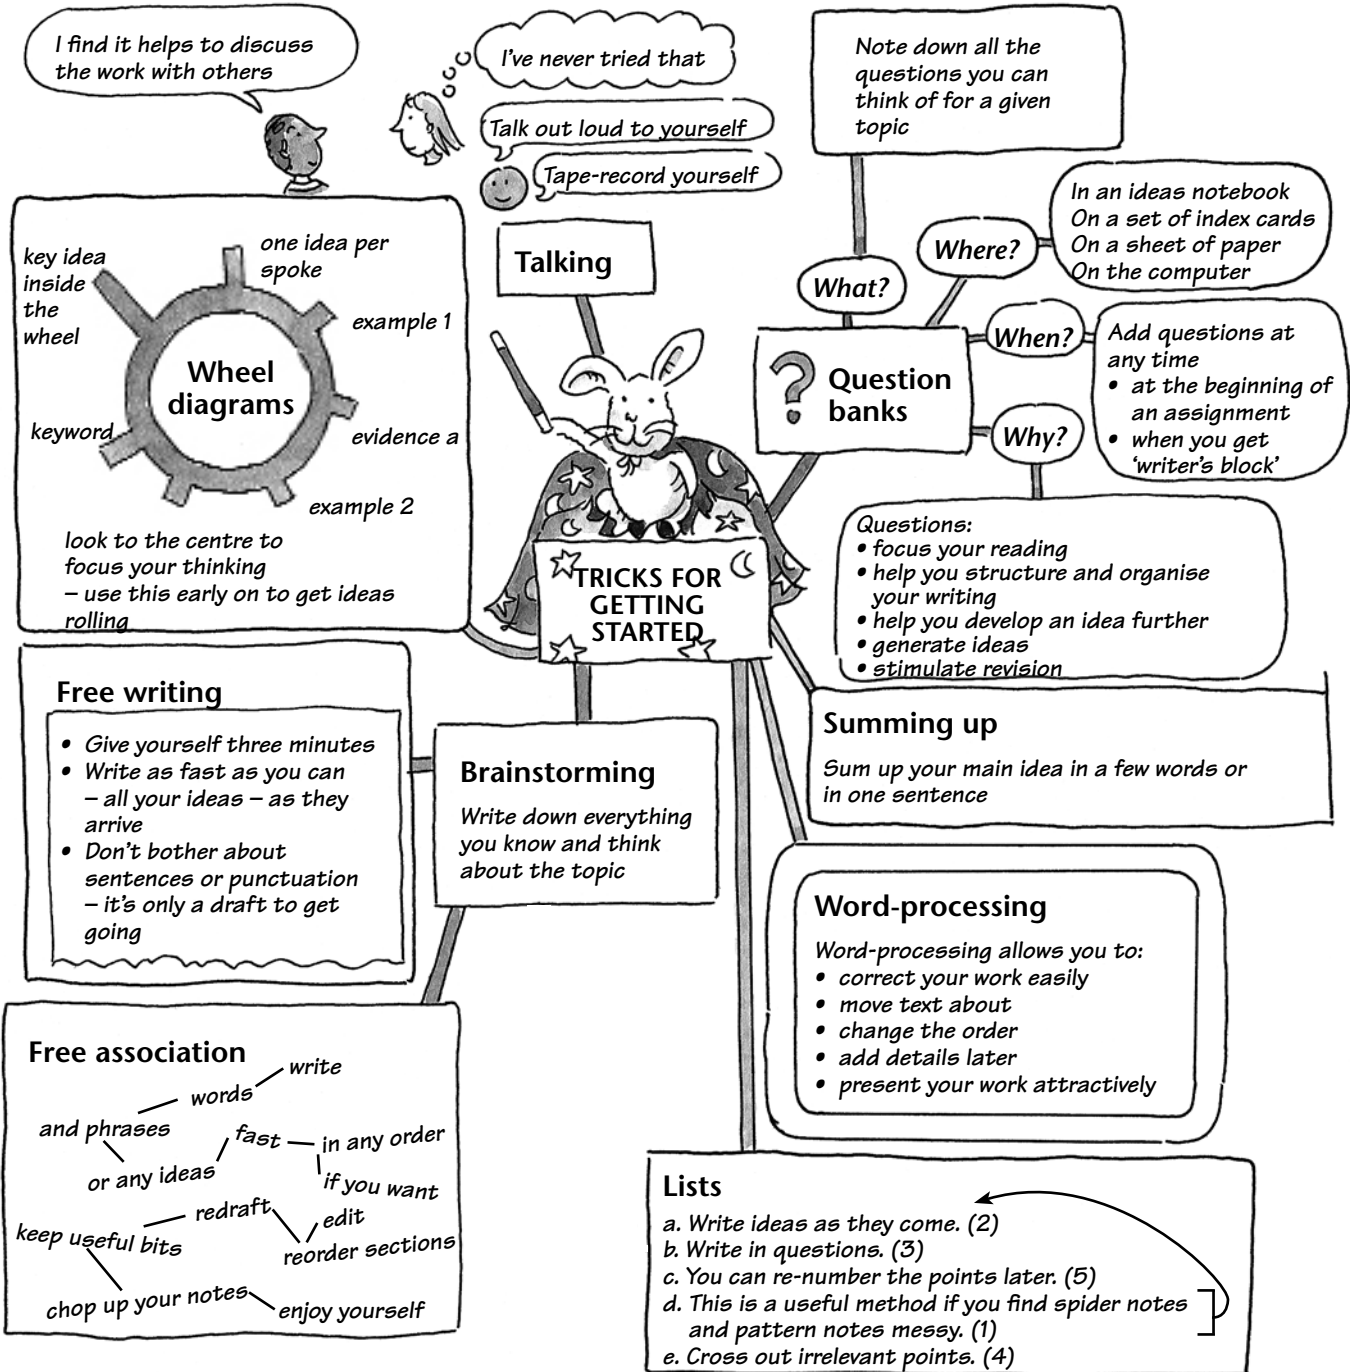 I find it helps to discuss
the work with others
I've never tried that
Talk out loud to yourself
Tape-record yourself
Talking
key idea
inside
the
wheel
one idea per
spoke
example 1
Wheel
diagrams
keyword
evidence a
example 2
look to the centre to
focus your thinking
– use this early on to get ideas
rolling
Note down all the
questions you can
think of for a given
topic
What?
Where?
In an ideas notebook
On a set of index cards
On a sheet of paper
On the computer
When?
Add questions at
any time
• at the beginning of
an assignment
• when you get
‘writer’s block’
?
Question
banks
Why?
Questions:
• focus your reading
• help you structure and organise
your writing
• help you develop an idea further
• generate ideas
• stimulate revision
TRICKS FOR
GETTING
STARTED
Free writing
• Give yourself three minutes
• Write as fast as you can
– all your ideas – as they
arrive
• Don't bother about
sentences or punctuation
– it's only a draft to get
going
Brainstorming
Write down everything
you know and think
about the topic
Summing up
Sum up your main idea in a few words or
in one sentence
Word-processing
Word-processing allows you to:
• correct your work easily
• move text about
• change the order
• add details later
• present your work attractively
Free association
write
words
and phrases
or any ideas
fast
in any order
if you want
keep useful bits
redraft
edit
reorder sections
chop up your notes
enjoy yourself
Lists
a. Write ideas as they come. (2)
b. Write in questions. (3)
c. You can re-number the points later. (5)
d. This is a useful method if you find spider notes
and pattern notes messy. (1)
e. Cross out irrelevant points. (4)